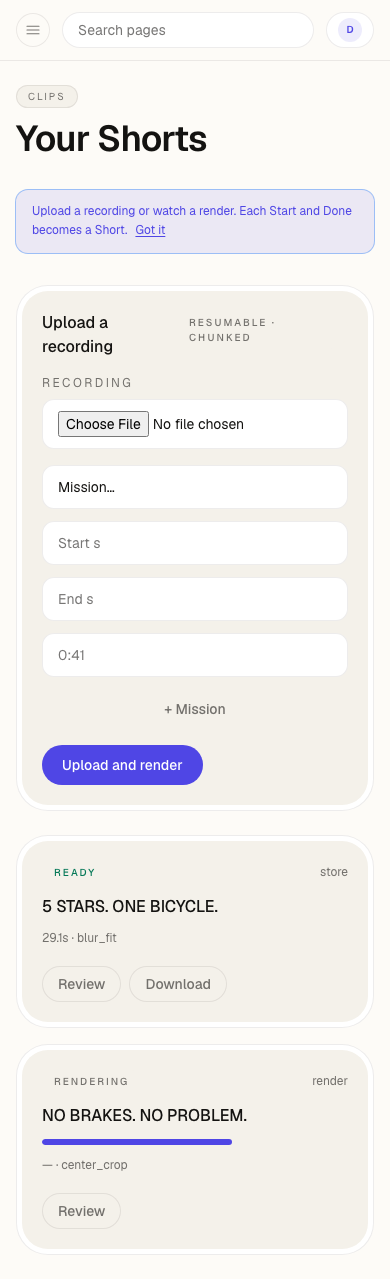 Search pages
D
CLIPS
Your Shorts
Upload a recording or watch a render. Each Start and Done
becomes a Short. Got it
Upload a
recording
RESUMABLE ·
CHUNKED
RECORDING
Choose File No file chosen
Mission…
Start s
End s
0:41
+ Mission
Upload and render
READY
store
5 STARS. ONE BICYCLE.
29.1s · blur_fit
Review
Download
RENDERING
render
NO BRAKES. NO PROBLEM.
— · center_crop
Review